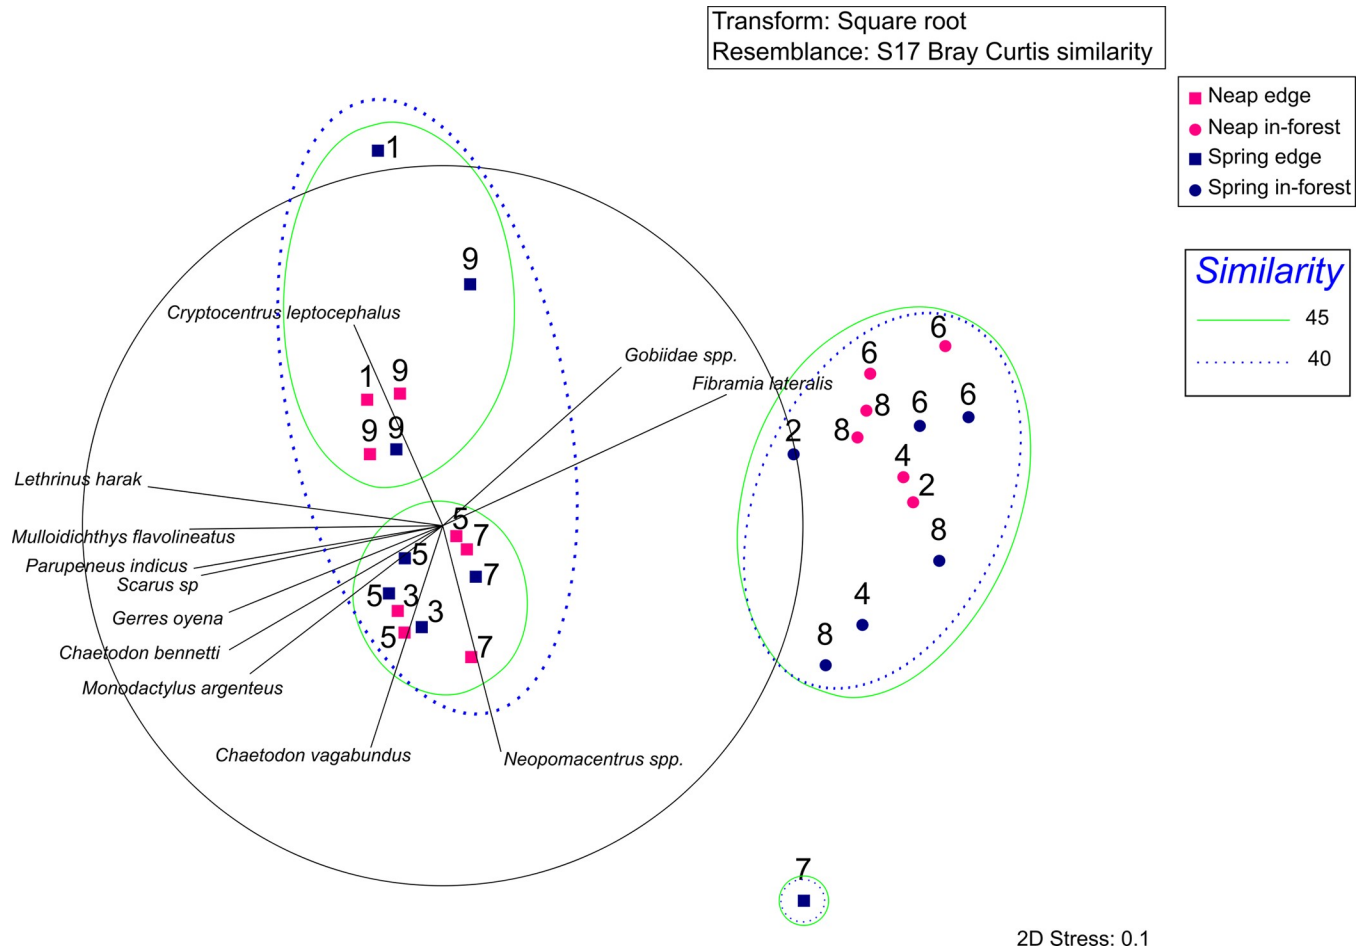 Transform: Square root
Resemblance: S17 Bray Curtis similarity
Neap edge
Neap in-forest
Spring edge
Spring in-forest
Similarity
45
40
1
9
Cryptocentrus leptocephalus
Gobiidae spp.
Fibramia lateralis
1
9
9
9
6
6
8
6
6
8
2
4
2
8
4
8
Lethrinus harak
Mulloidichthys flavolineatus
Parupeneus indicus
Scarus sp
Gerres oyena
Chaetodon bennetti
Monodactylus argenteus
5
7
5
7
5
3
3
5
7
Chaetodon vagabundus
Neopomacentrus spp.
7
2D Stress: 0.1